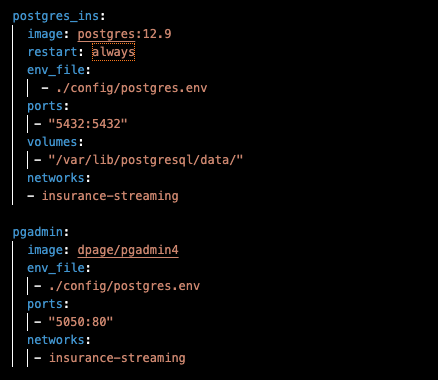 postgres_ins:
image: postgres:12.9
restart: always
env_file:
- ./config/postgres.env
ports:
- "5432:5432"
volumes:
- "/var/lib/postgresql/data/"
networks:
- insurance-streaming
pgadmin:
image: dpage/pgadmin4
env_file:
- ./config/postgres.env
ports:
- "5050:80"
networks:
- insurance-streaming